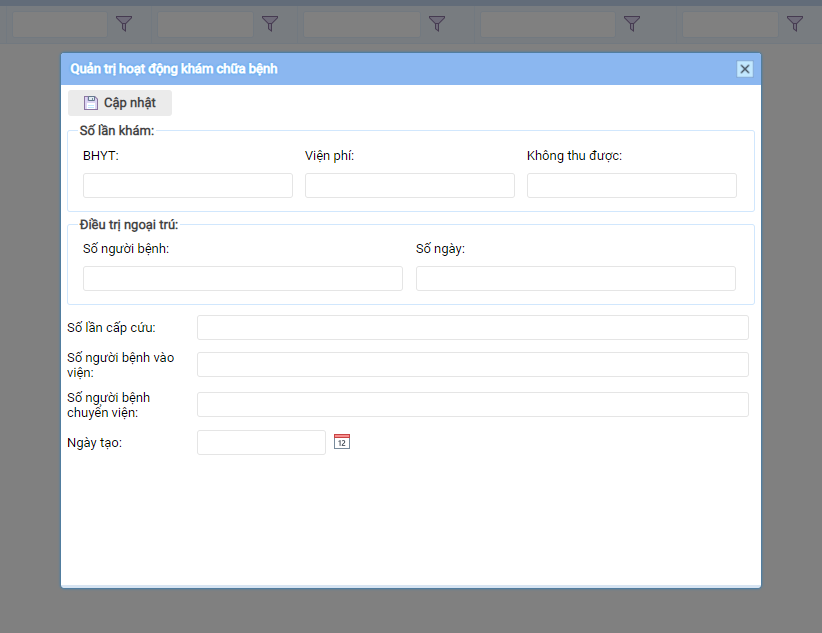 Quản trị hoạt động khám chữa bệnh
Cập nhật
Số lần khám:
BHYT: Viện phí: Không thu được:
Điều trị ngoại trú:
Số người bệnh: Số ngày:
Số lần cấp cứu:
Số người bệnh vào
viện:
Số người bệnh
chuyển viện:
Ngày tạo:
12